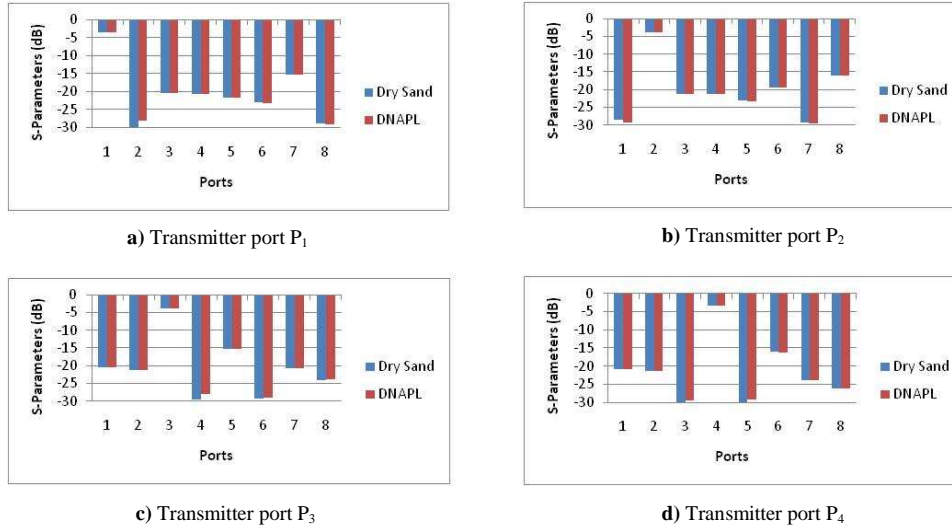 S-Parameters (dB)
0
-5
-10
-15
-20
-25
-30
1 2 3 4 5 6 7 8
Ports
Dry Sand
DNAPL
a) Transmitter port P₁
S-Parameters (dB)
0
-5
-10
-15
-20
-25
-30
1 2 3 4 5 6 7 8
Ports
Dry Sand
DNAPL
b) Transmitter port P₂
S-Parameters (dB)
0
-5
-10
-15
-20
-25
-30
1 2 3 4 5 6 7 8
Ports
Dry Sand
DNAPL
c) Transmitter port P₃
S-Parameters (dB)
0
-5
-10
-15
-20
-25
-30
1 2 3 4 5 6 7 8
Ports
Dry Sand
DNAPL
d) Transmitter port P₄